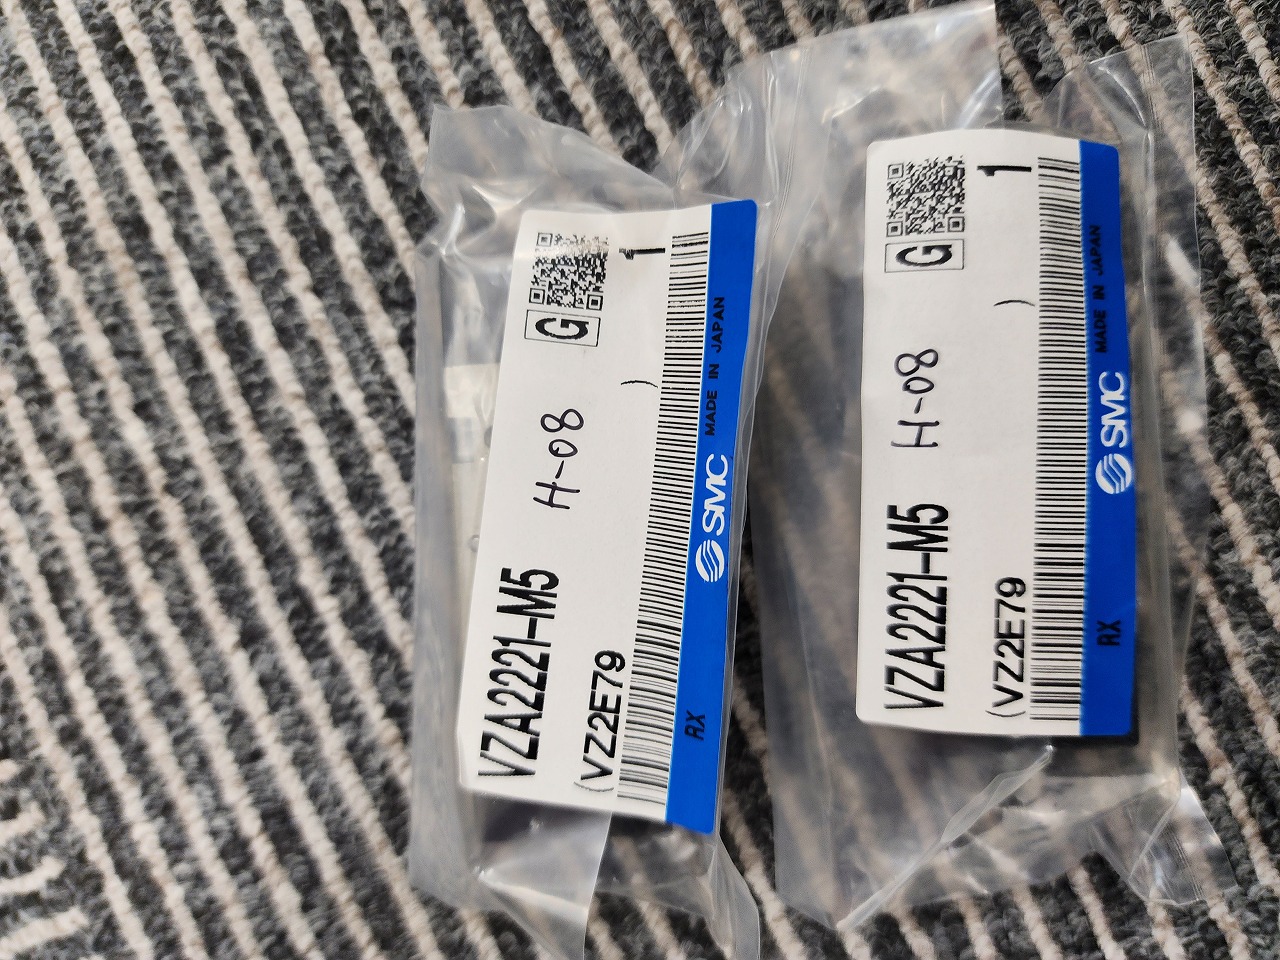 VZA2221-M5 H-08 G
(VZ2E79 ) 1
RX SMC MADE IN JAPAN
VZA2221-M5 H-08 G
(VZ2E79 ) 1
RX SMC MADE IN JAPAN